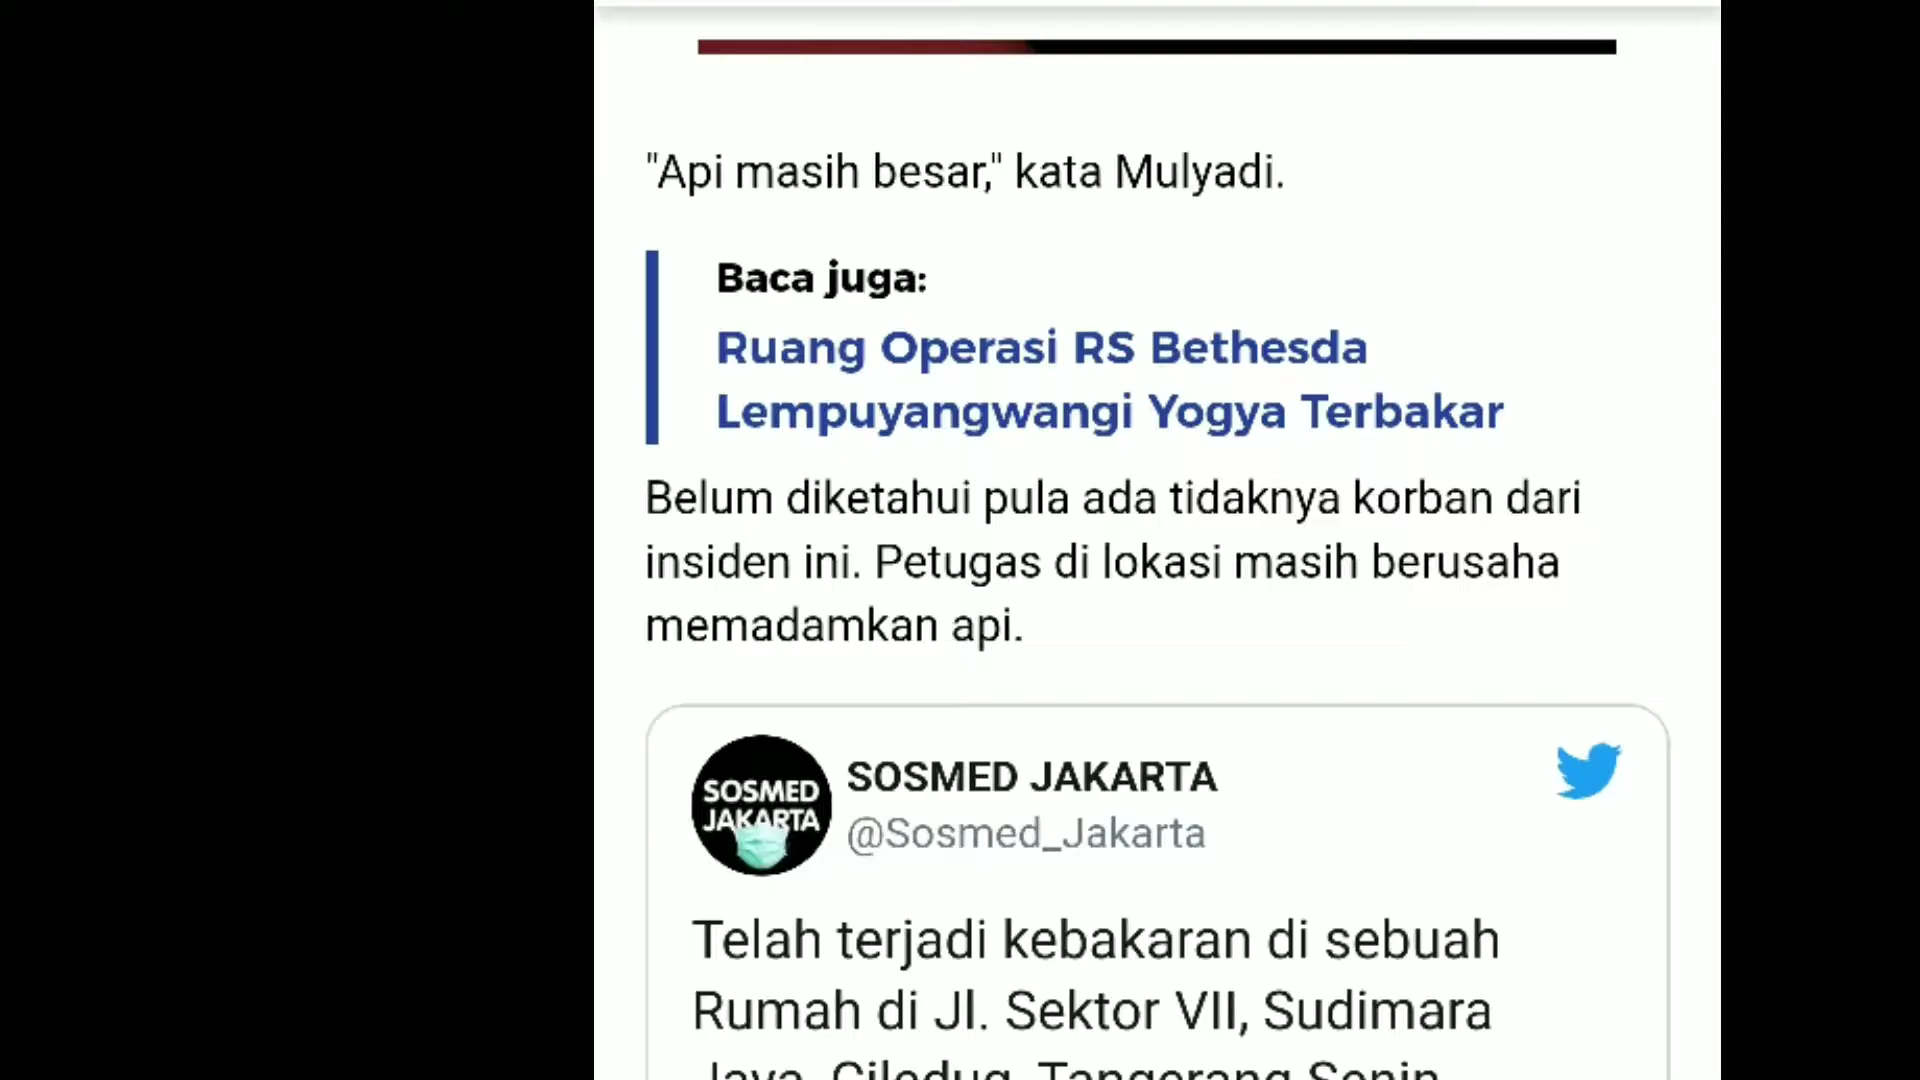 "Api masih besar," kata Mulyadi.
Baca juga:
Ruang Operasi RS Bethesda
Lempuyangwangi Yogya Terbakar
Belum diketahui pula ada tidaknya korban dari
insiden ini. Petugas di lokasi masih berusaha
memadamkan api.
SOSMED
JAKARTA
SOSMED JAKARTA
@Sosmed_Jakarta
Telah terjadi kebakaran di sebuah
Rumah di Jl. Sektor VII, Sudimara
Jaya, Ciledug, Tangerang Senin